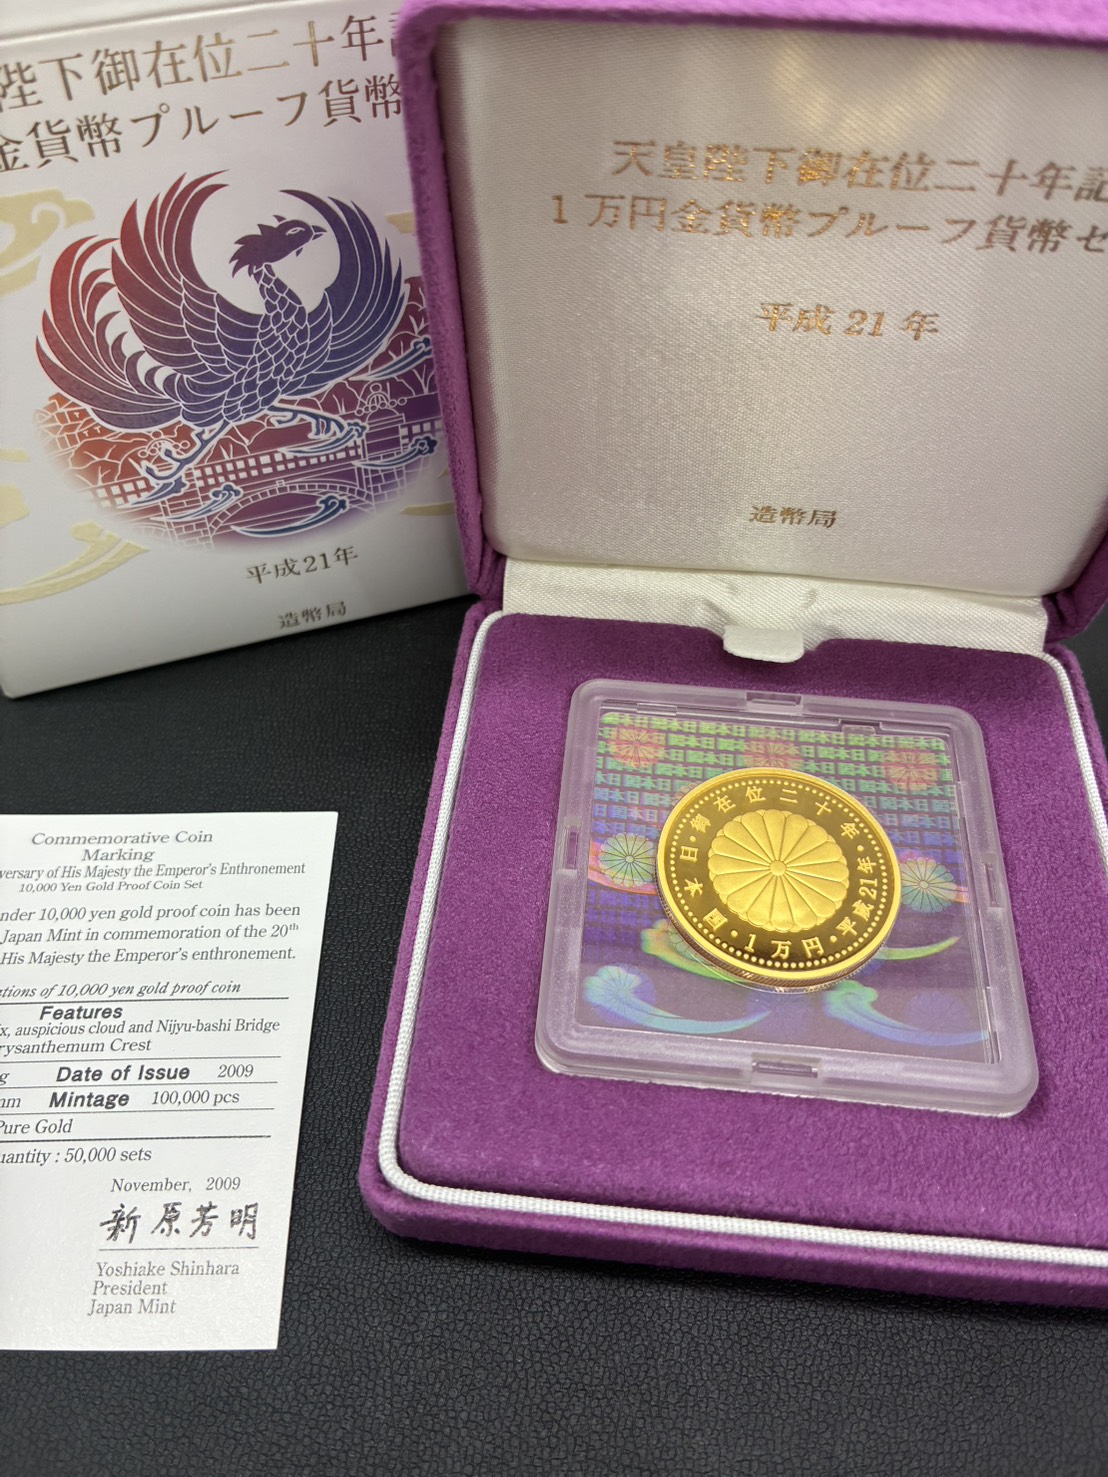 陛下御在位二十年
金貨幣プルーフ貨幣
平成21年
造幣局
天皇陛下御在位二十年記
1万円金貨幣プルーフ貨幣セ
平成21年
造幣局
日本国
御在位二十年・平成21年・1万円・日本国・
Commemorative Coin
Marking
versary of His Majesty the Emperor's Enthronement
10,000 Yen Gold Proof Coin Set
nder 10,000 yen gold proof coin has been
Japan Mint in commemoration of the 20th
His Majesty the Emperor's enthronement.
tions of 10,000 yen gold proof coin
Features
x, auspicious cloud and Nijyu-bashi Bridge
rysanthemum Crest
g Date of Issue 2009
mm Mintage 100,000 pcs
Pure Gold
uantity : 50,000 sets
November, 2009
新原芳明
Yoshiake Shinhara
President
Japan Mint